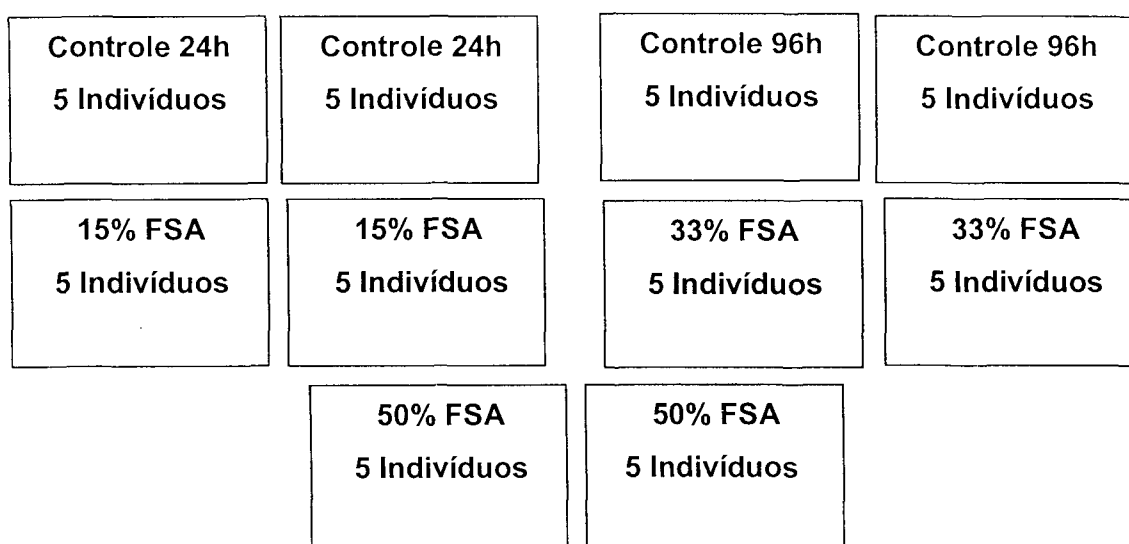 Controle 24h
5 Indivíduos
Controle 24h
5 Indivíduos
Controle 96h
5 Indivíduos
Controle 96h
5 Indivíduos
15% FSA
5 Indivíduos
15% FSA
5 Indivíduos
33% FSA
5 Indivíduos
33% FSA
5 Indivíduos
50% FSA
5 Indivíduos
50% FSA
5 Indivíduos